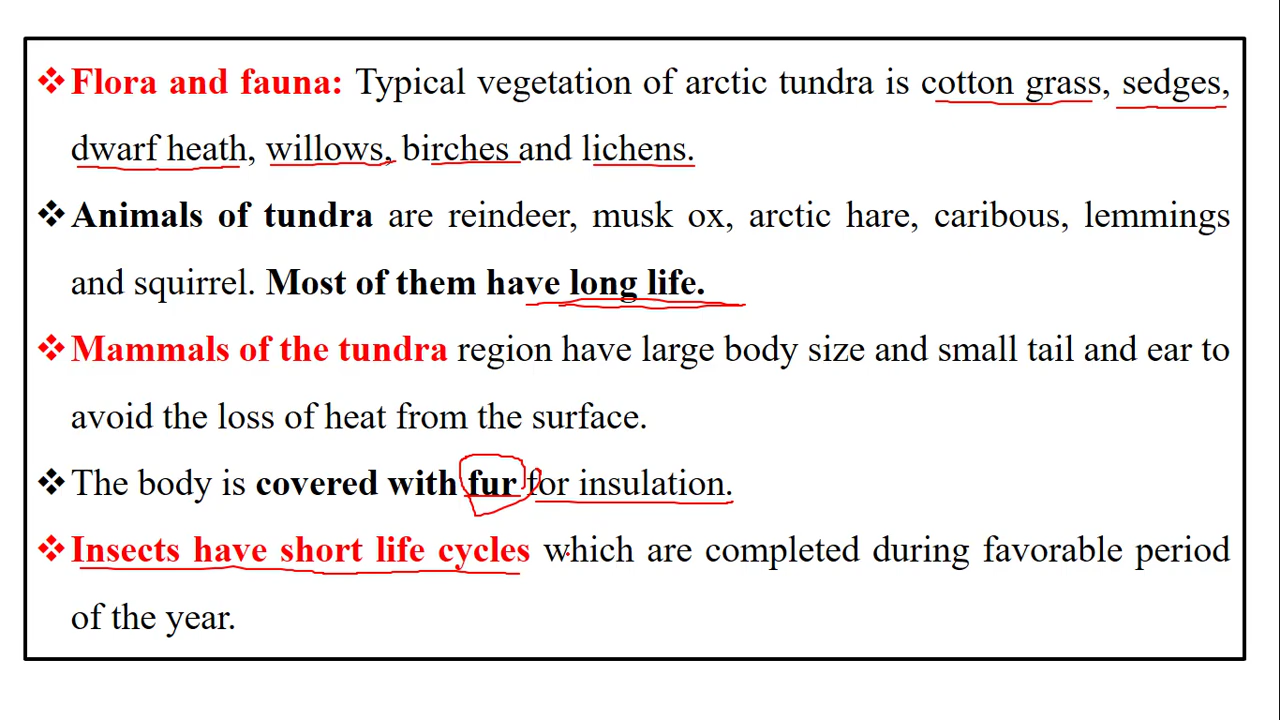 ❖Flora and fauna: Typical vegetation of arctic tundra is cotton grass, sedges,
dwarf heath, willows, birches and lichens.
❖Animals of tundra are reindeer, musk ox, arctic hare, caribous, lemmings
and squirrel. Most of them have long life.
❖Mammals of the tundra region have large body size and small tail and ear to
avoid the loss of heat from the surface.
❖The body is covered with fur for insulation.
❖Insects have short life cycles which are completed during favorable period
of the year.